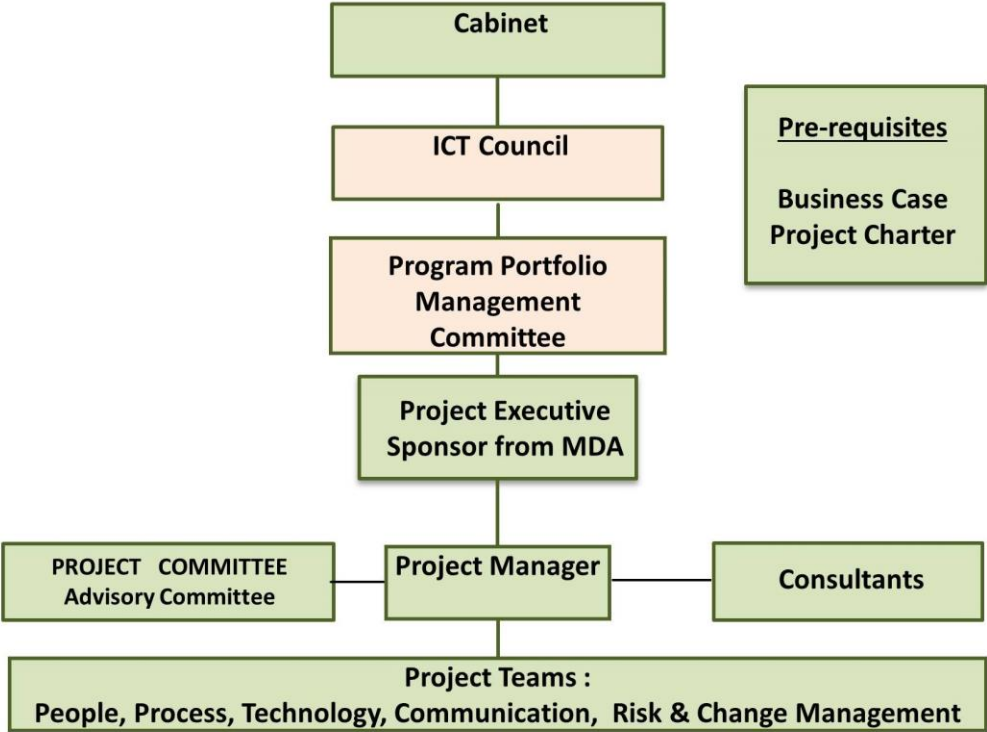 Cabinet
ICT Council
Pre-requisites
Business Case
Project Charter
Program Portfolio
Management
Committee
Project Executive
Sponsor from MDA
PROJECT COMMITTEE
Advisory Committee
Project Manager
Consultants
Project Teams :
People, Process, Technology, Communication, Risk & Change Management